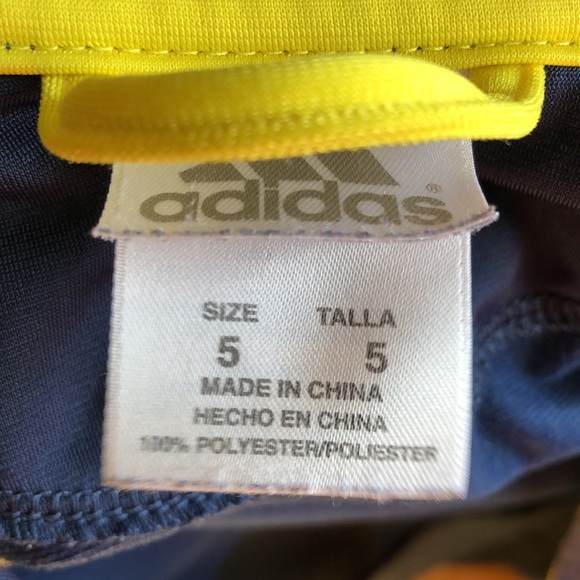 adidas®
SIZE TALLA
5 5
MADE IN CHINA
HECHO EN CHINA
100% POLYESTER/POLIESTER